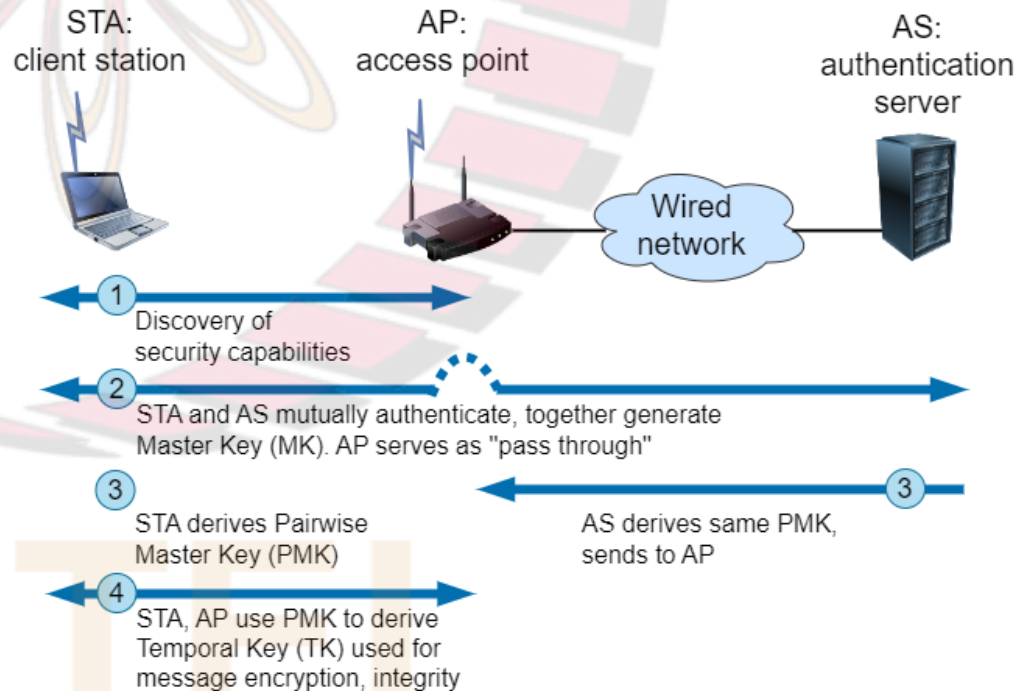 STA:
client station
AP:
access point
AS:
authentication
server
Wired
network
1
Discovery of
security capabilities
2
STA and AS mutually authenticate, together generate
Master Key (MK). AP serves as "pass through"
3
STA derives Pairwise
Master Key (PMK)
3
AS derives same PMK,
sends to AP
4
STA, AP use PMK to derive
Temporal Key (TK) used for
message encryption, integrity